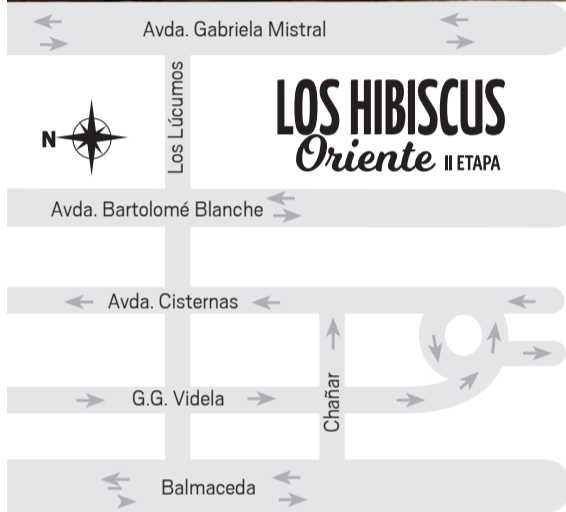 Avda. Gabriela Mistral
Los Lúcumos
LOS HIBISCUS
Oriente II ETAPA
N
Avda. Bartolomé Blanche
Avda. Cisternas
G.G. Videla
Chañar
Balmaceda